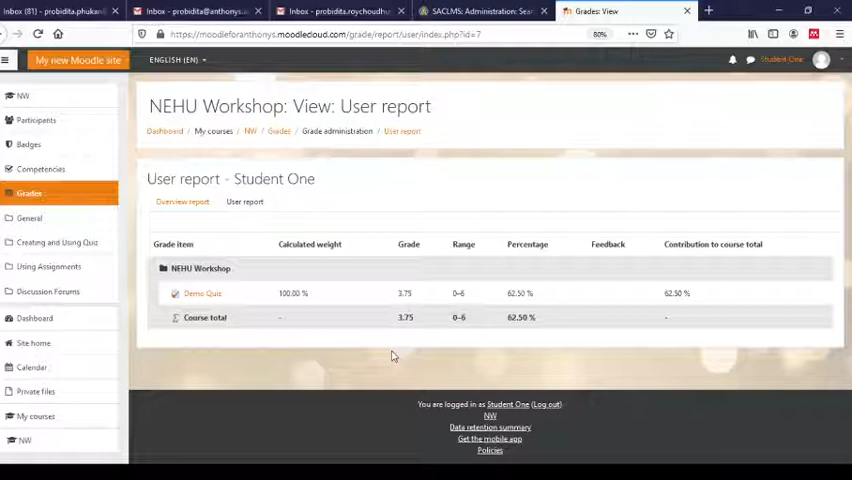 Inbox (81) - probidita.phukan
Inbox - probidita@anthonys.
Inbox - probidita.roychoudhu
SACLMS: Administration: Sea
Grades: View
https://moodleforanthonys.moodlecloud.com/grade/report/user/index.php?id=7
80%
My new Moodle site
ENGLISH (EN)
Student One
NW
Participants
Badges
Competencies
Grades
General
Creating and Using Quiz
Using Assignments
Discussion Forums
Dashboard
Site home
Calendar
Private files
My courses
NW
NEHU Workshop: View: User report
Dashboard / My courses / NW / Grades / Grade administration / User report
User report - Student One
Overview report User report
Grade item Calculated weight Grade Range Percentage Feedback Contribution to course total
NEHU Workshop
Demo Quiz 100.00 % 3.75 0–6 62.50 % 62.50 %
Course total - 3.75 0–6 62.50 % -
You are logged in as Student One (Log out)
NW
Data retention summary
Get the mobile app
Policies